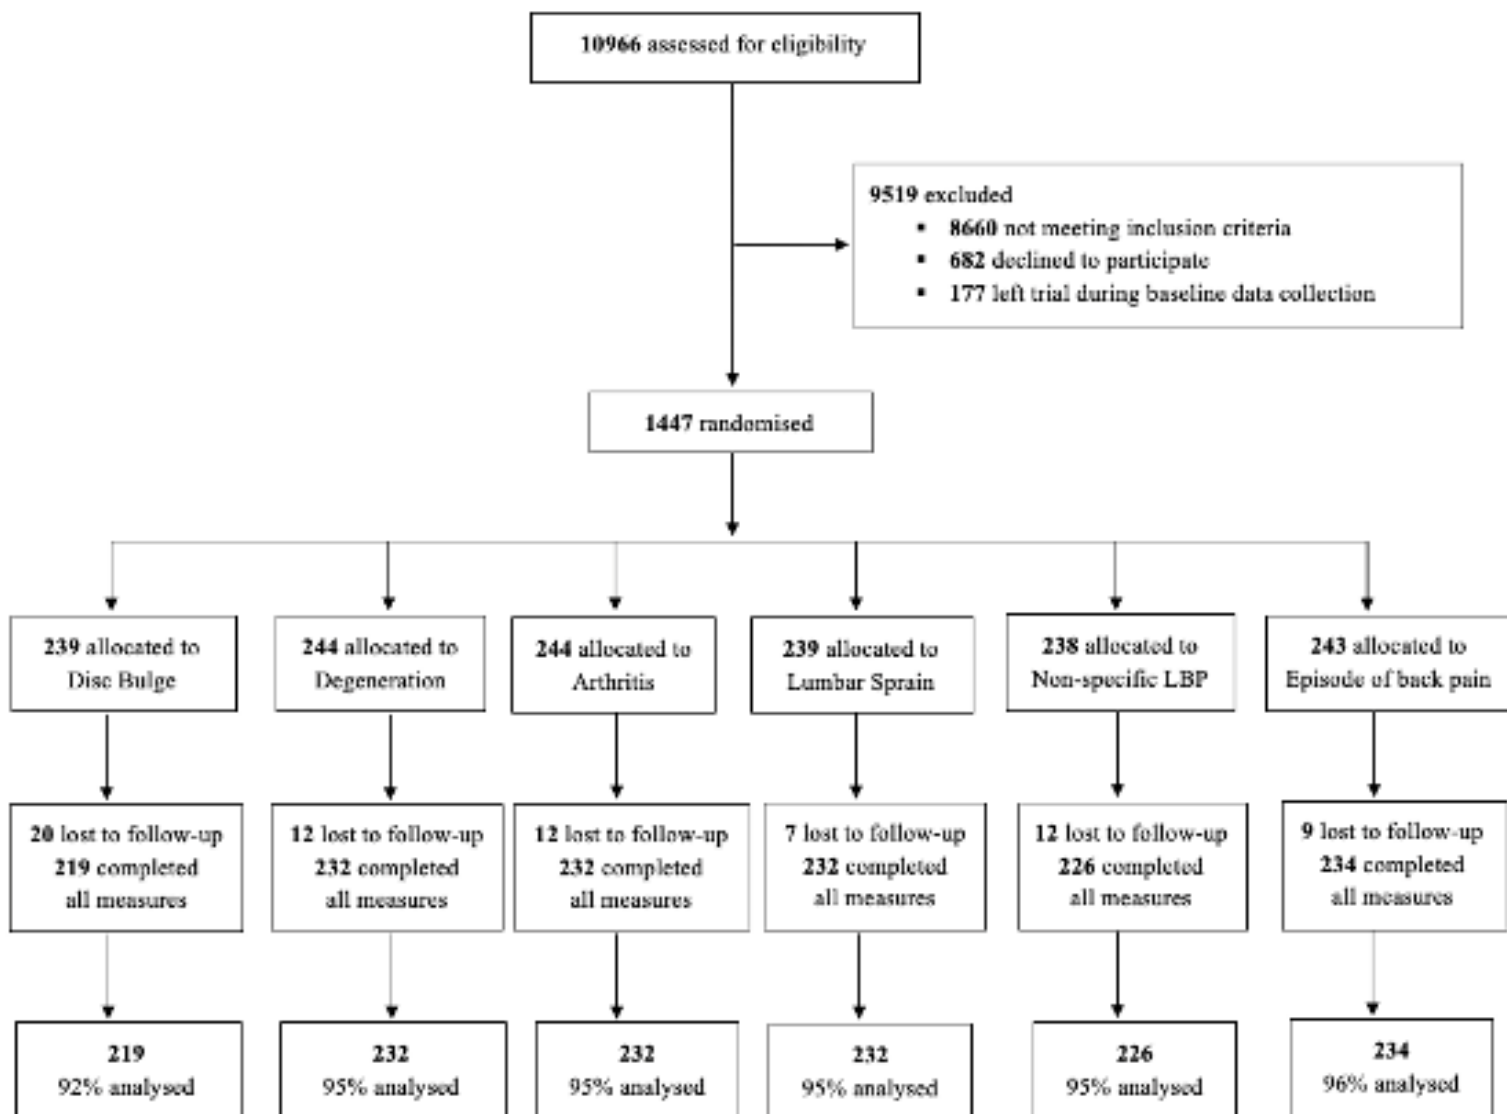 10966 assessed for eligibility
9519 excluded
▪ 8660 not meeting inclusion criteria
▪ 682 declined to participate
▪ 177 left trial during baseline data collection
1447 randomised
239 allocated to
Disc Bulge
244 allocated to
Degeneration
244 allocated to
Arthritis
239 allocated to
Lumbar Sprain
238 allocated to
Non-specific LBP
243 allocated to
Episode of back pain
20 lost to follow-up
219 completed
all measures
12 lost to follow-up
232 completed
all measures
12 lost to follow-up
232 completed
all measures
7 lost to follow-up
232 completed
all measures
12 lost to follow-up
226 completed
all measures
9 lost to follow-up
234 completed
all measures
219
92% analysed
232
95% analysed
232
95% analysed
232
95% analysed
226
95% analysed
234
96% analysed